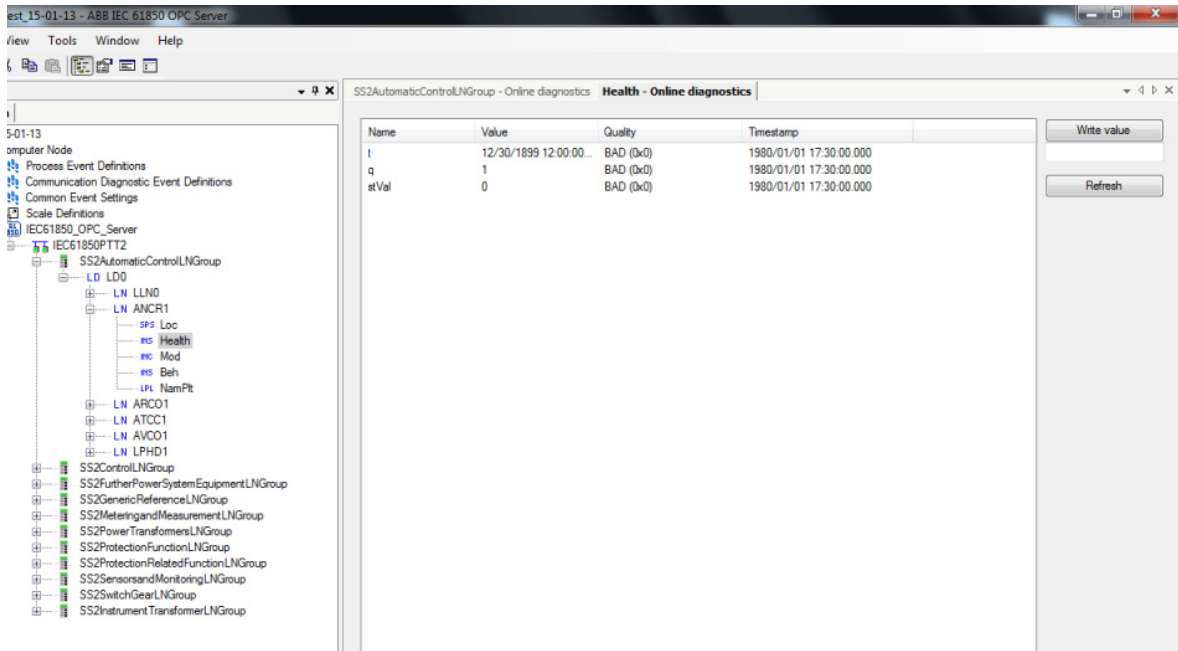 est_15-01-13 - ABB IEC 61850 OPC Server
View Tools Window Help
SS2AutomaticControlLNGroup - Online diagnostics Health - Online diagnostics
5-01-13
omputer Node
Process Event Definitions
Communication Diagnostic Event Definitions
Common Event Settings
Scale Definitions
IEC61850_OPC_Server
IEC61850PTT2
SS2AutomaticControlLNGroup
LD LD0
LN LLN0
LN ANCR1
SPS Loc
INS Health
INC Mod
INS Beh
LPL NamPlt
LN ARCO1
LN ATCC1
LN AVCO1
LN LPHD1
SS2ControlLNGroup
SS2FurtherPowerSystemEquipmentLNGroup
SS2GenericReferenceLNGroup
SS2MeteringandMeasurementLNGroup
SS2PowerTransformersLNGroup
SS2ProtectionFunctionLNGroup
SS2ProtectionRelatedFunctionLNGroup
SS2SensorsandMonitoringLNGroup
SS2SwitchGearLNGroup
SS2InstrumentTransformerLNGroup
Name Value Quality Timestamp
t 12/30/1899 12:00:00... BAD (0x0) 1980/01/01 17:30:00.000
q 1 BAD (0x0) 1980/01/01 17:30:00.000
stVal 0 BAD (0x0) 1980/01/01 17:30:00.000
Write value
Refresh